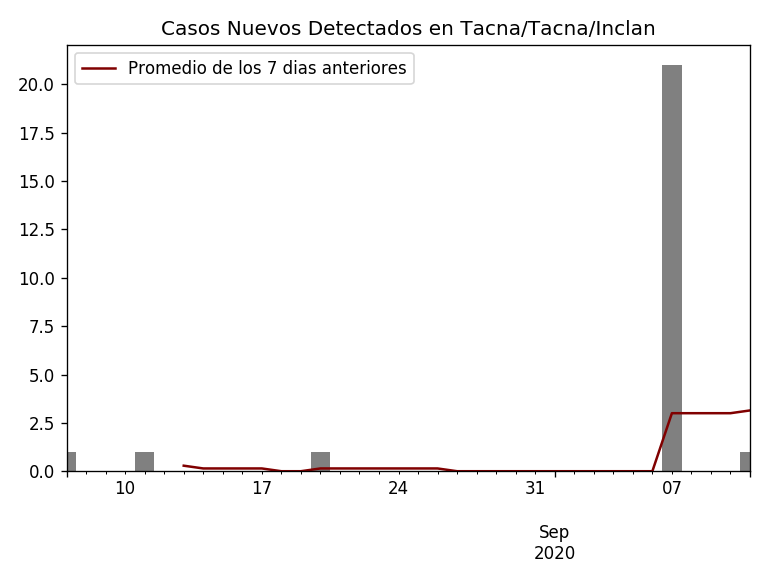 Casos Nuevos Detectados en Tacna/Tacna/Inclan
Promedio de los 7 dias anteriores
20.0
17.5
15.0
12.5
10.0
7.5
5.0
2.5
0.0
10 17 24 31 07
Sep
2020